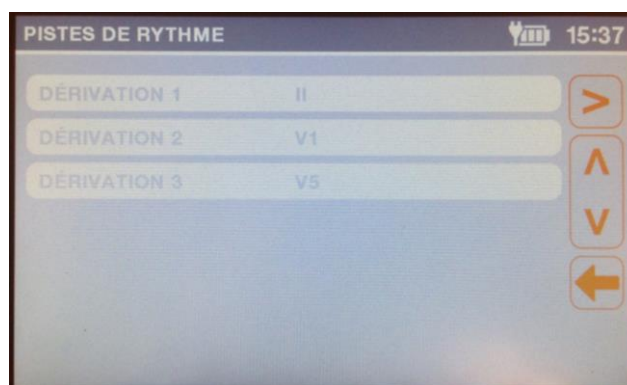 PISTES DE RYTHME 15:37
DÉRIVATION 1 II
DÉRIVATION 2 V1
DÉRIVATION 3 V5